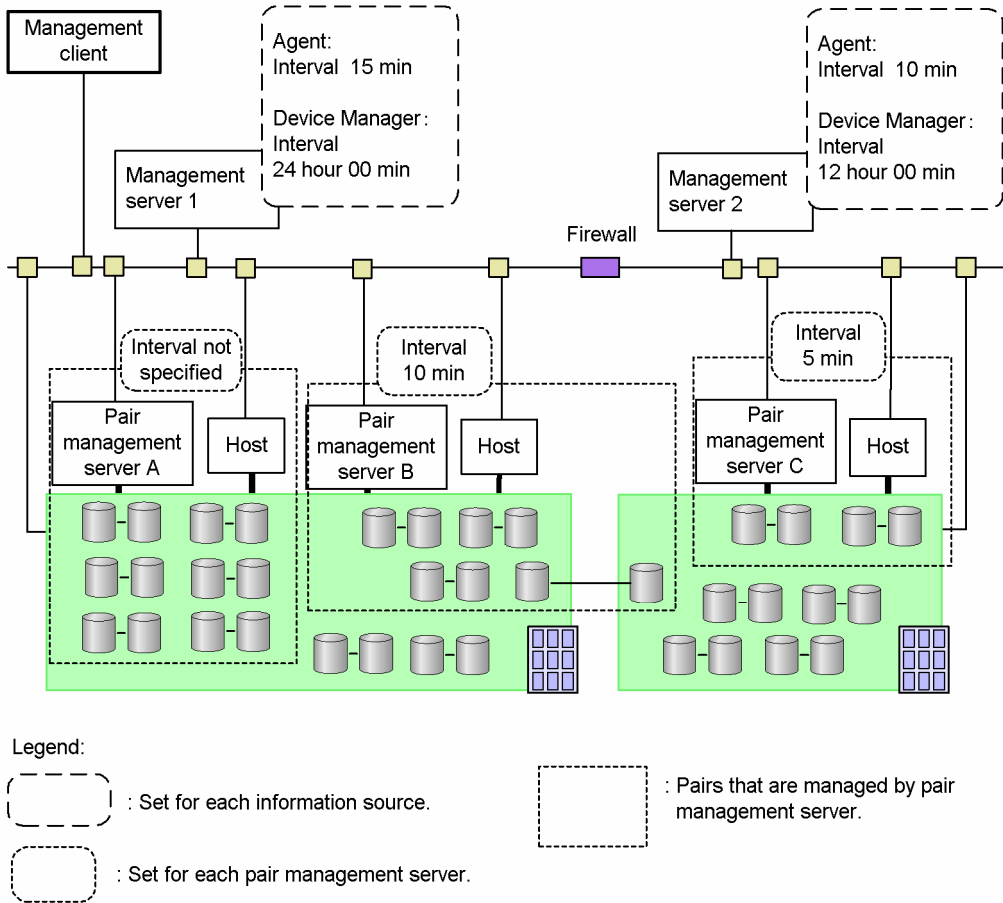 Management
client
Agent:
Interval 15 min
Device Manager:
Interval
24 hour 00 min
Management
server 1
Agent:
Interval 10 min
Device Manager:
Interval
12 hour 00 min
Management
server 2
Firewall
Interval not
specified
Interval
10 min
Interval
5 min
Pair
management
server A
Host
Pair
management
server B
Host
Pair
management
server C
Host
Legend:
: Set for each information source.
: Pairs that are managed by pair
management server.
: Set for each pair management server.